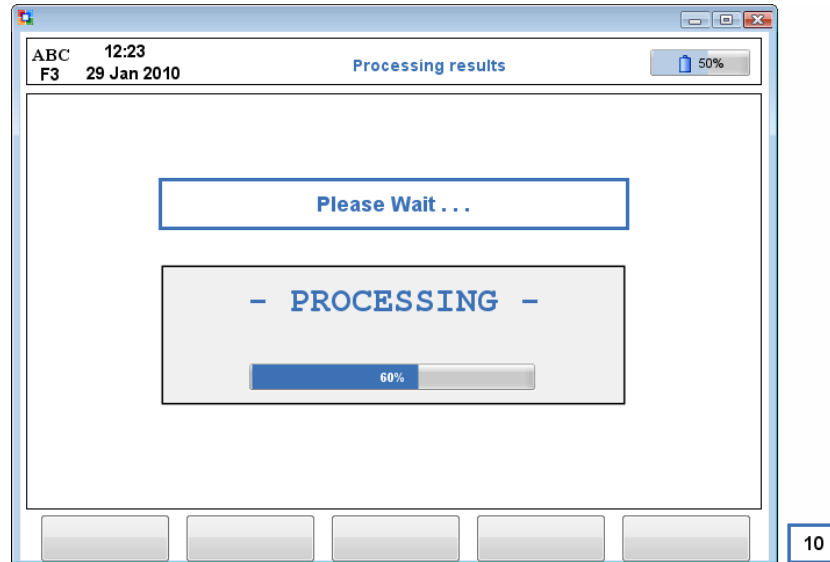 ABC 12:23
F3 29 Jan 2010
Processing results
50%
Please Wait . . .
- PROCESSING -
60%
10